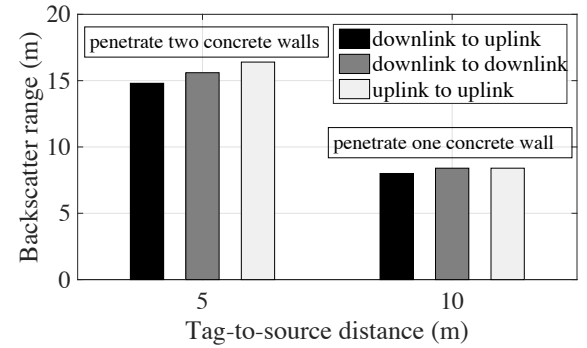 20
15
10
5
0
Backscatter range (m)
penetrate two concrete walls
downlink to uplink
downlink to downlink
uplink to uplink
penetrate one concrete wall
5
10
Tag-to-source distance (m)